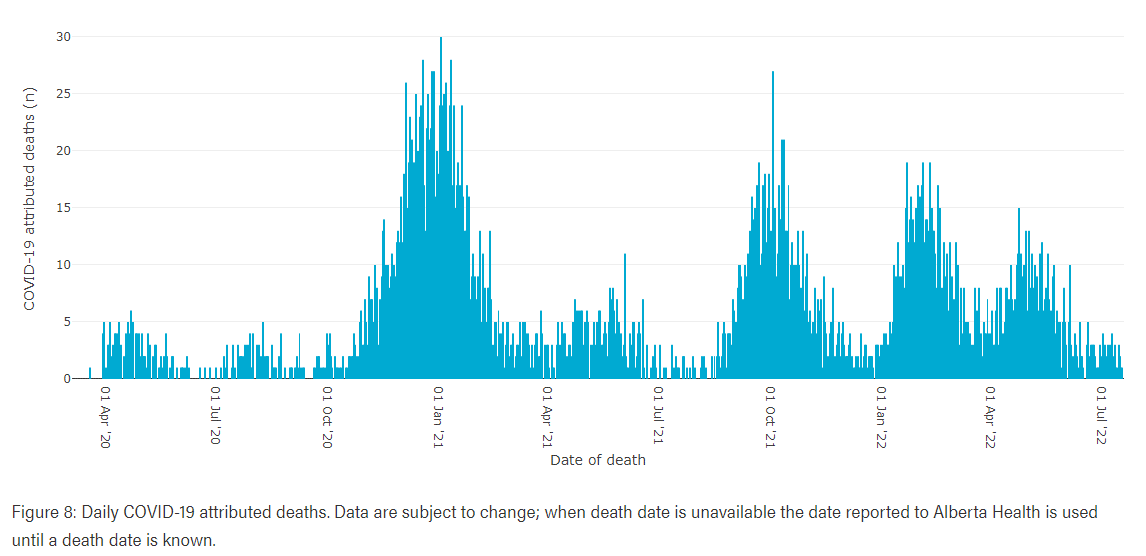 30
25
20
15
10
5
0
COVID-19 attributed deaths (n)
01 Apr '20
01 Jul '20
01 Oct '20
01 Jan '21
01 Apr '21
01 Jul '21
01 Oct '21
01 Jan '22
01 Apr '22
01 Jul '22
Date of death
Figure 8: Daily COVID-19 attributed deaths. Data are subject to change; when death date is unavailable the date reported to Alberta Health is used
until a death date is known.